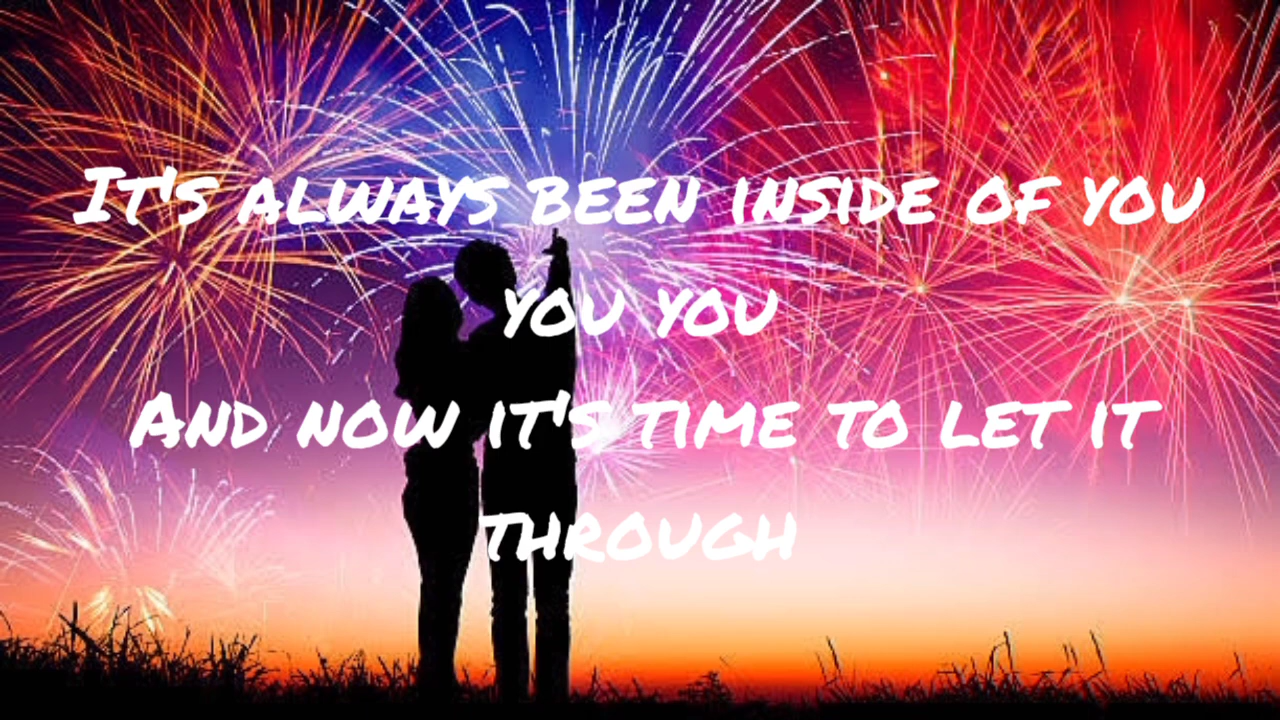 It's always been inside of you
you you
And now it's time to let it
through